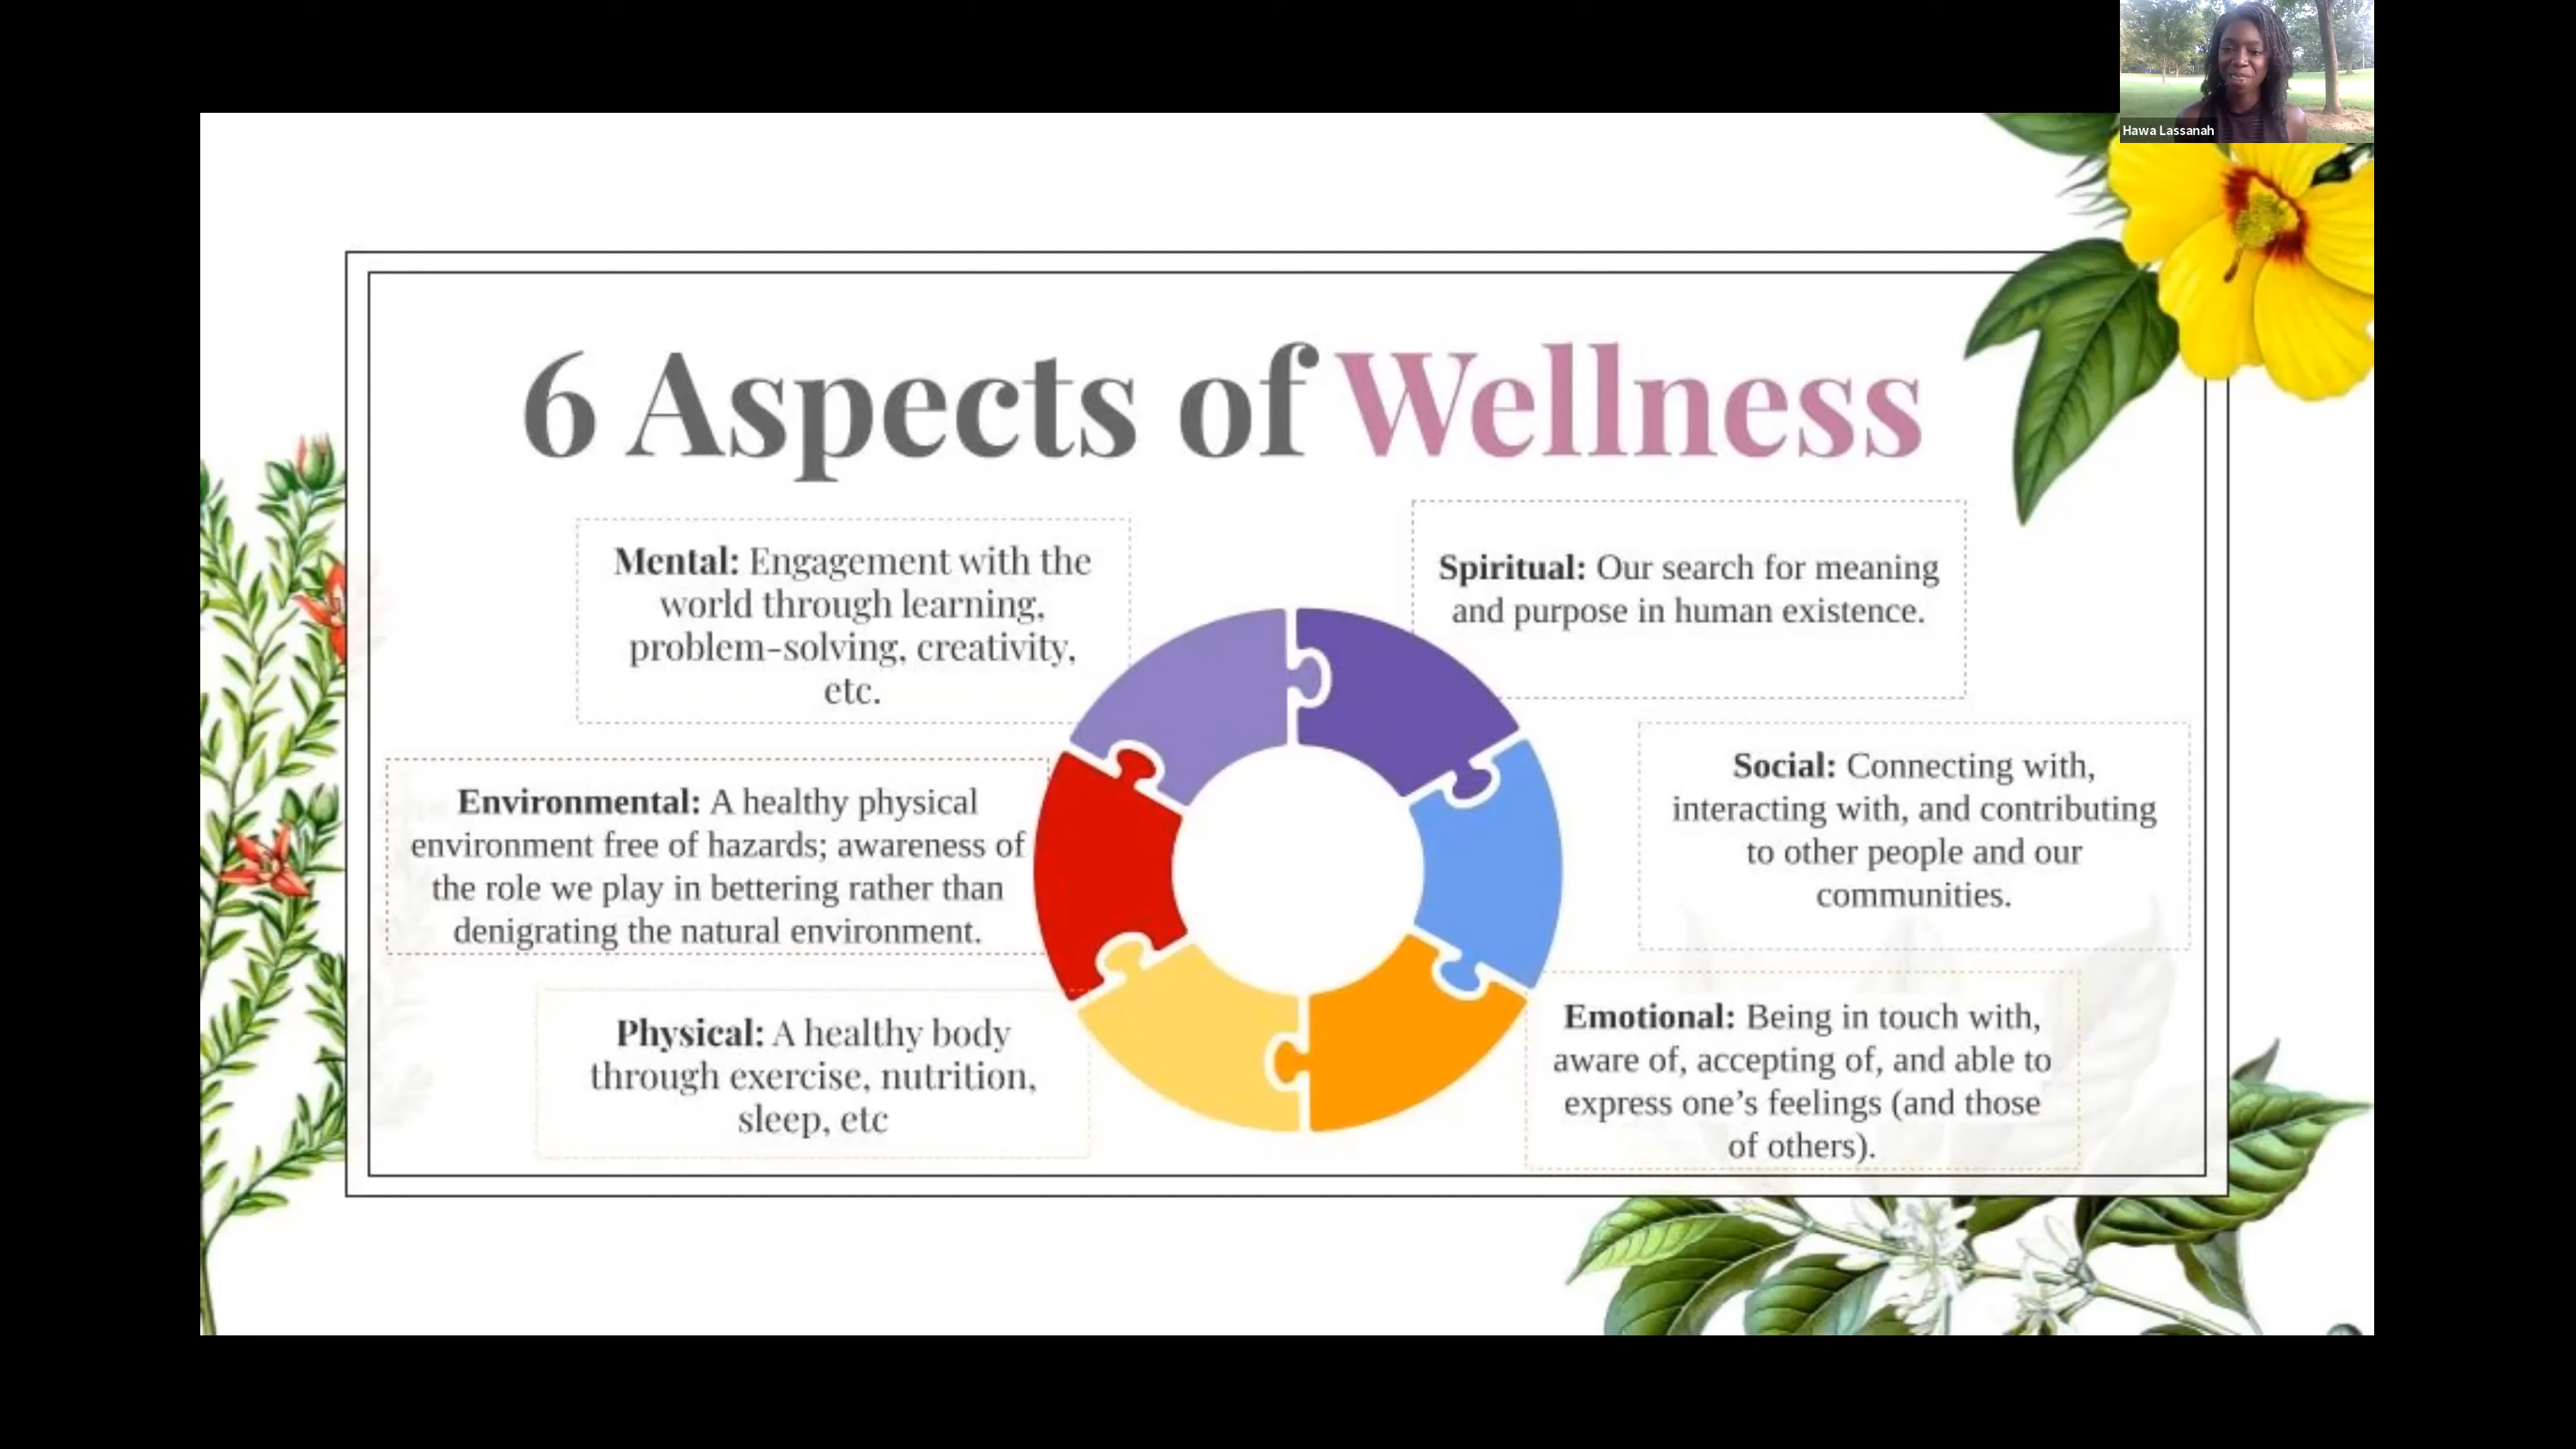 Hawa Lassanah
6 Aspects of Wellness
Mental: Engagement with the
world through learning,
problem-solving, creativity,
etc.
Spiritual: Our search for meaning
and purpose in human existence.
Environmental: A healthy physical
environment free of hazards; awareness of
the role we play in bettering rather than
denigrating the natural environment.
Social: Connecting with,
interacting with, and contributing
to other people and our
communities.
Physical: A healthy body
through exercise, nutrition,
sleep, etc
Emotional: Being in touch with,
aware of, accepting of, and able to
express one’s feelings (and those
of others).